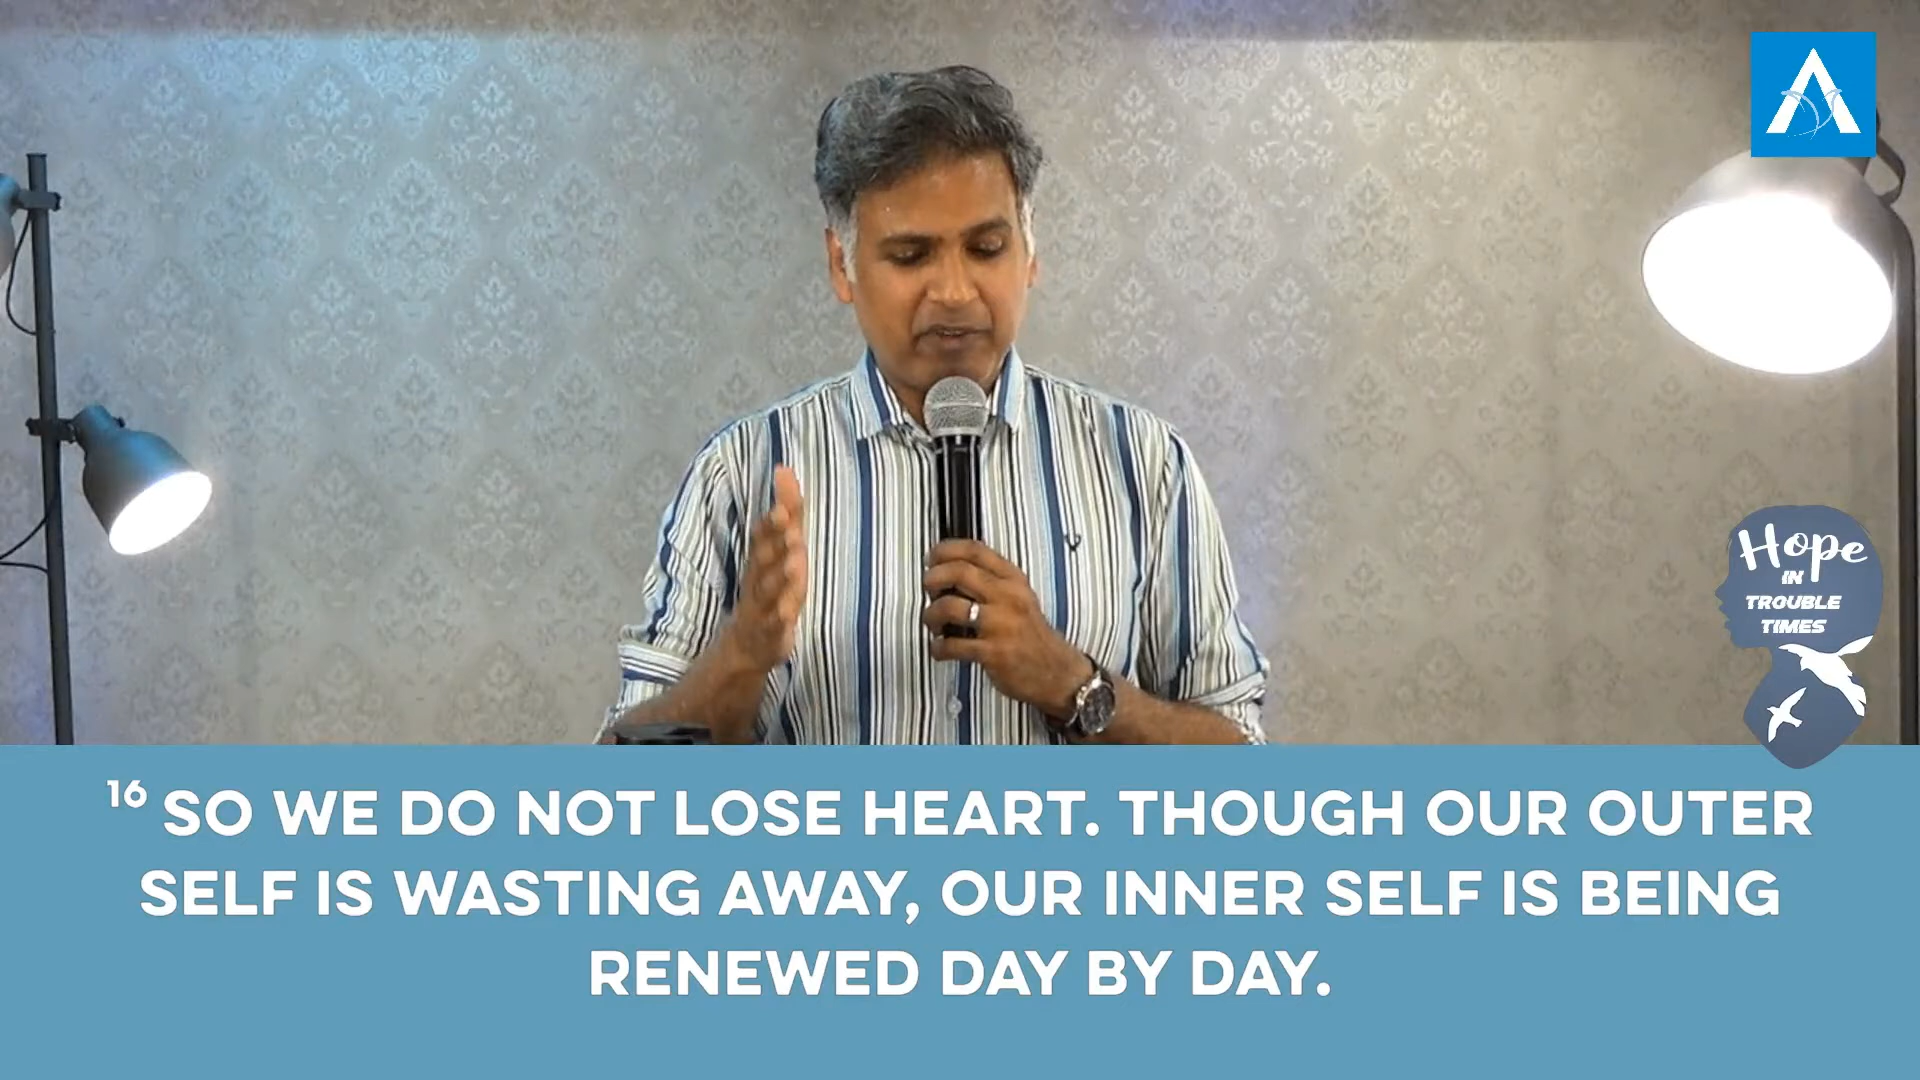 Hope
IN
TROUBLE
TIMES
16 SO WE DO NOT LOSE HEART. THOUGH OUR OUTER
SELF IS WASTING AWAY, OUR INNER SELF IS BEING
RENEWED DAY BY DAY.